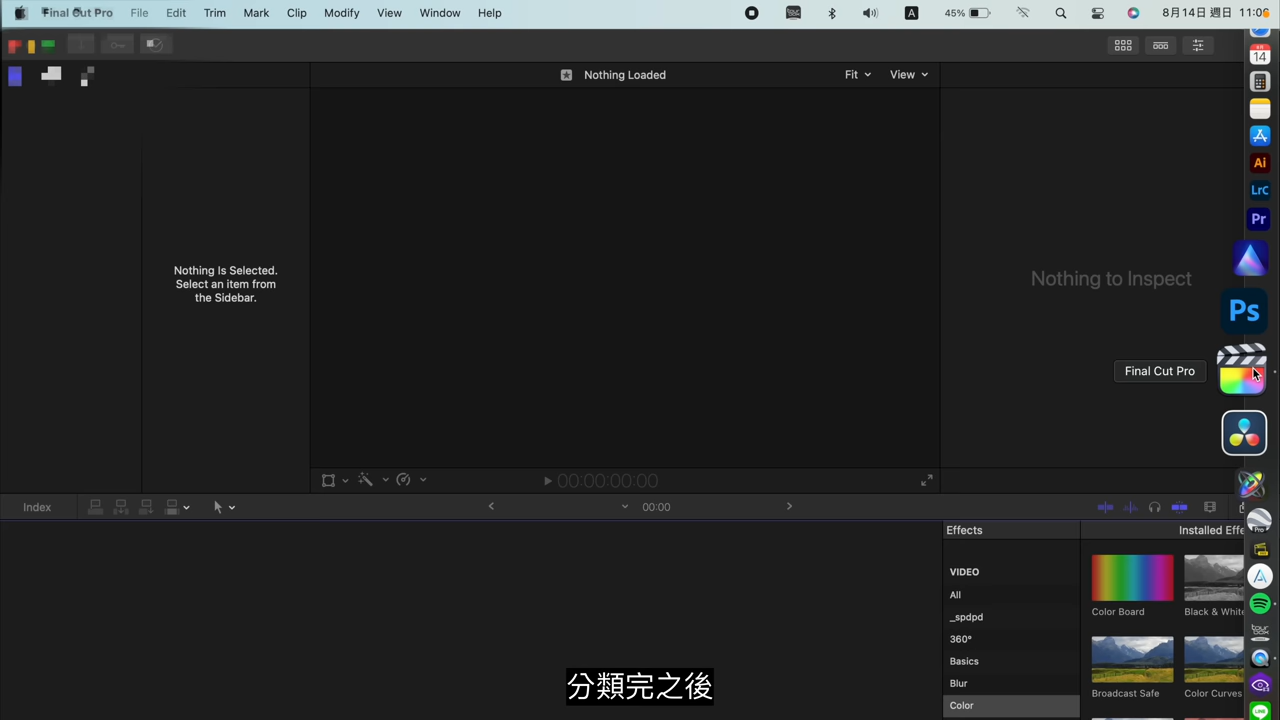 Final Cut Pro File Edit Trim Mark Clip Modify View Window Help A 45% 8月14日 週日 11:06
14
Nothing Loaded Fit View
Ai
LrC
Pr
Nothing Is Selected.
Select an item from
the Sidebar.
Nothing to Inspect
Ps
Final Cut Pro
00:00:00:00
Index 00:00
Pro
Effects Installed Effe
VIDEO
All
_spdpd
360°
Basics
Blur
Color
Color Board Black & White
Broadcast Safe Color Curves
LINE
分類完之後